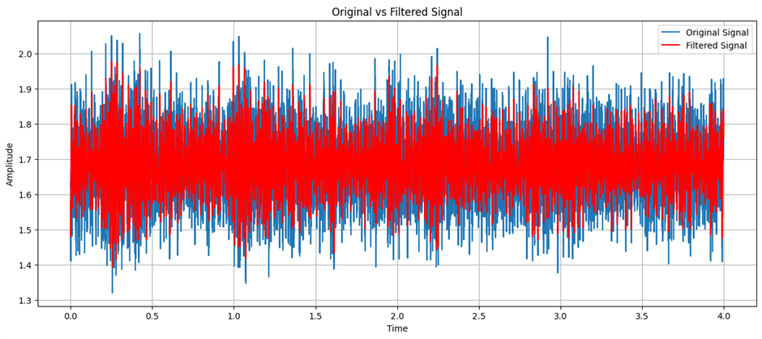 Original vs Filtered Signal
Original Signal
Filtered Signal
2.0
1.9
1.8
1.7
1.6
1.5
1.4
1.3
Amplitude
0.0 0.5 1.0 1.5 2.0 2.5 3.0 3.5 4.0
Time